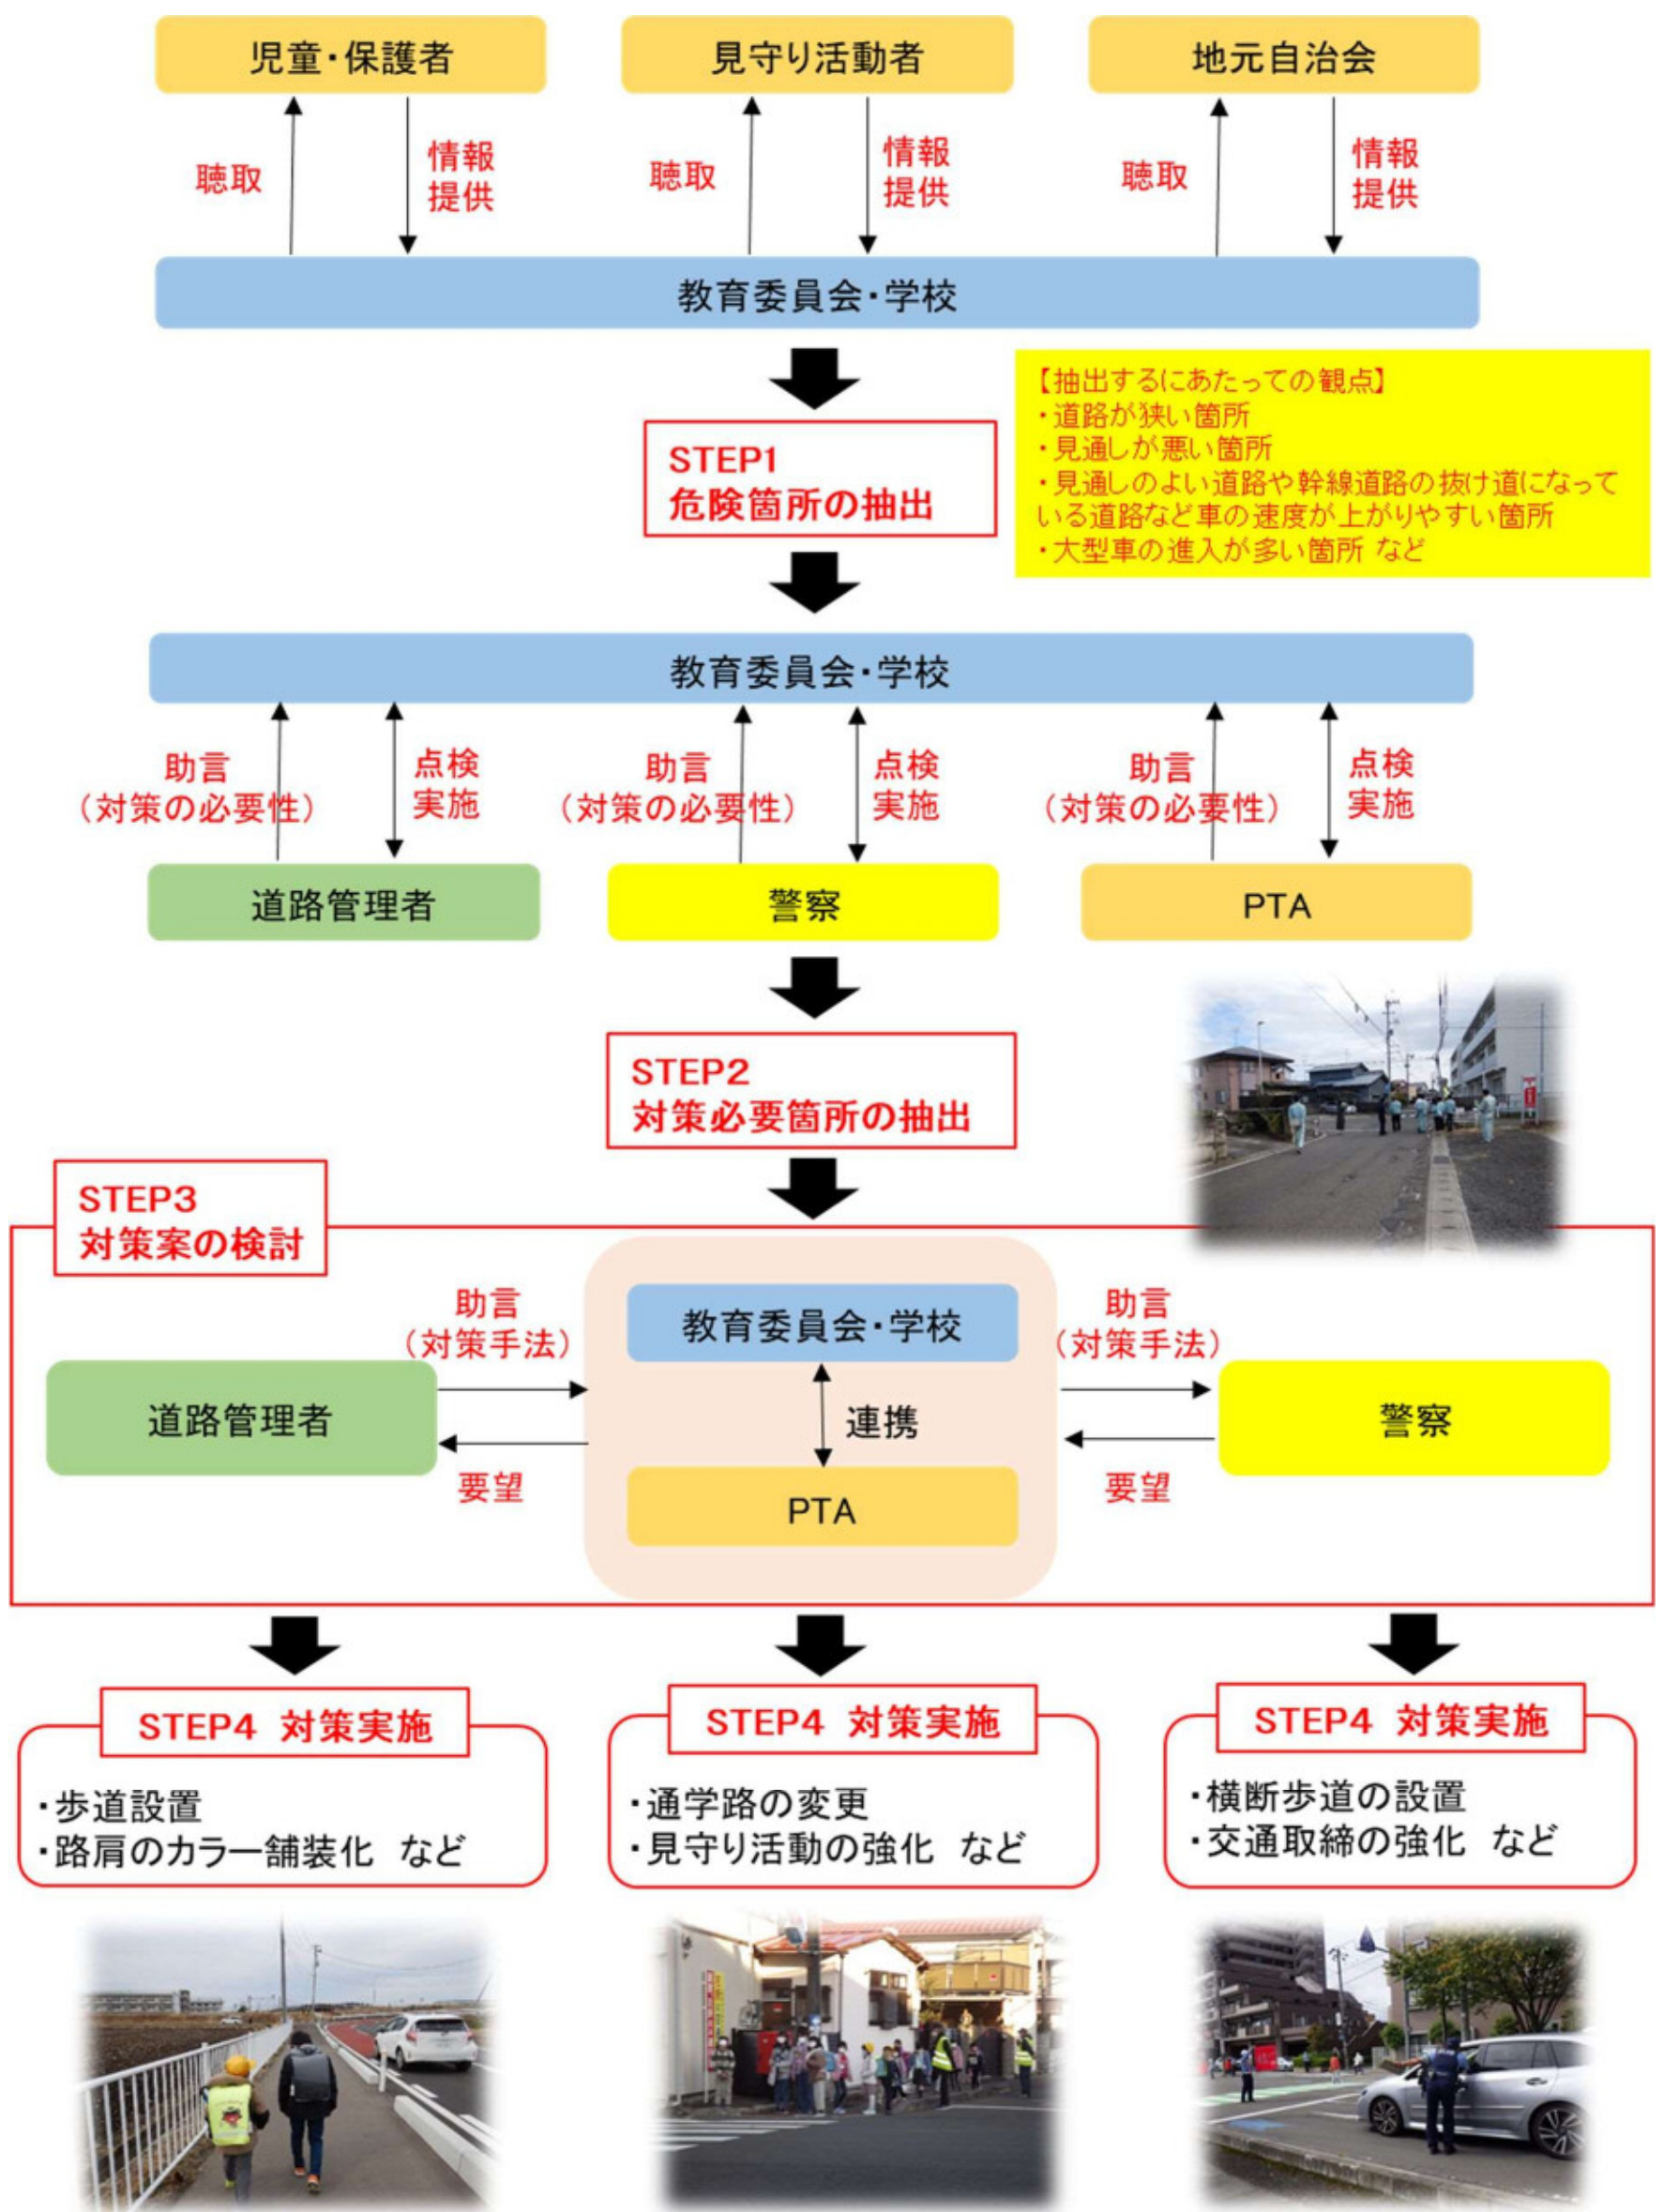 児童・保護者
見守り活動者
地元自治会
聴取
情報
提供
聴取
情報
提供
聴取
情報
提供
教育委員会・学校
【抽出するにあたっての観点】
・道路が狭い箇所
・見通しが悪い箇所
・見通しのよい道路や幹線道路の抜け道になって
いる道路など車の速度が上がりやすい箇所
・大型車の進入が多い箇所 など
STEP1
危険箇所の抽出
教育委員会・学校
助言
（対策の必要性）
点検
実施
助言
（対策の必要性）
点検
実施
助言
（対策の必要性）
点検
実施
道路管理者
警察
PTA
STEP2
対策必要箇所の抽出
STEP3
対策案の検討
助言
（対策手法）
教育委員会・学校
助言
（対策手法）
道路管理者
連携
警察
要望
PTA
要望
STEP4 対策実施
・歩道設置
・路肩のカラー舗装化 など
STEP4 対策実施
・通学路の変更
・見守り活動の強化 など
STEP4 対策実施
・横断歩道の設置
・交通取締の強化 など